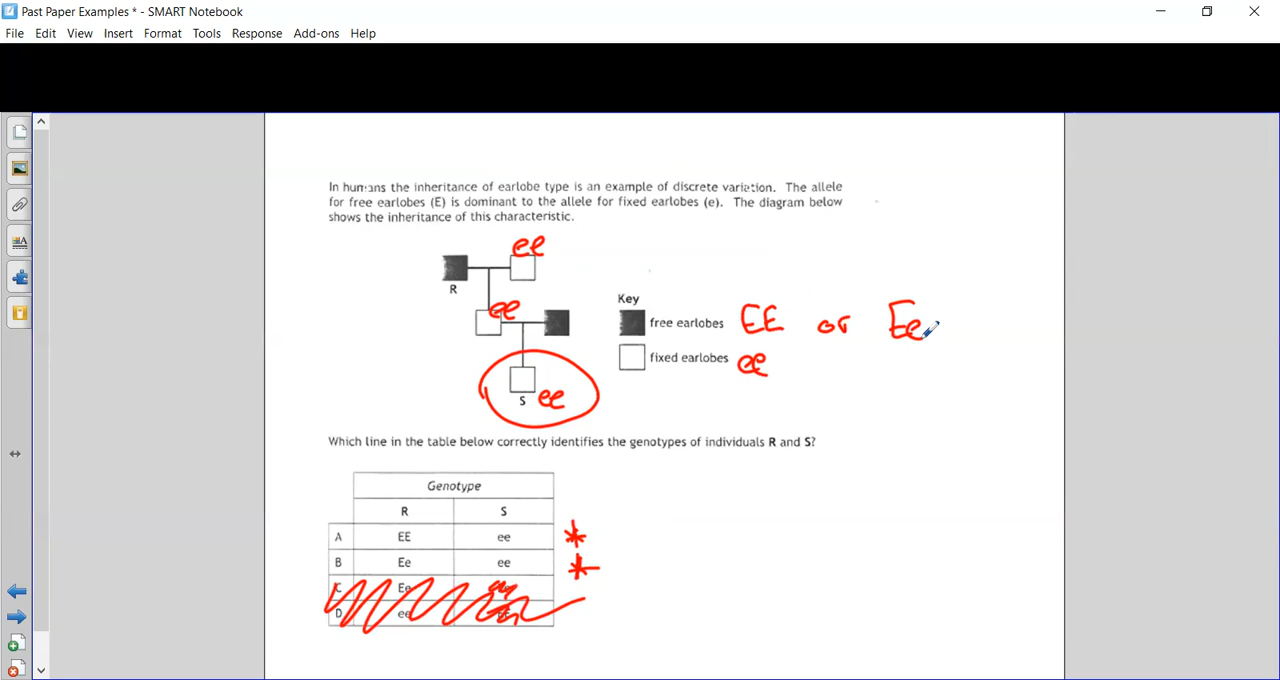 Past Paper Examples * - SMART Notebook
File Edit View Insert Format Tools Response Add-ons Help
In humans the inheritance of earlobe type is an example of discrete variation. The allele
for free earlobes (E) is dominant to the allele for fixed earlobes (e). The diagram below
shows the inheritance of this characteristic.
ee
R
ee
Key
free earlobes EE or Ee
fixed earlobes ee
S ee
Which line in the table below correctly identifies the genotypes of individuals R and S?
Genotype
R S
A EE ee *
B Ee ee *
C Ee
D ee